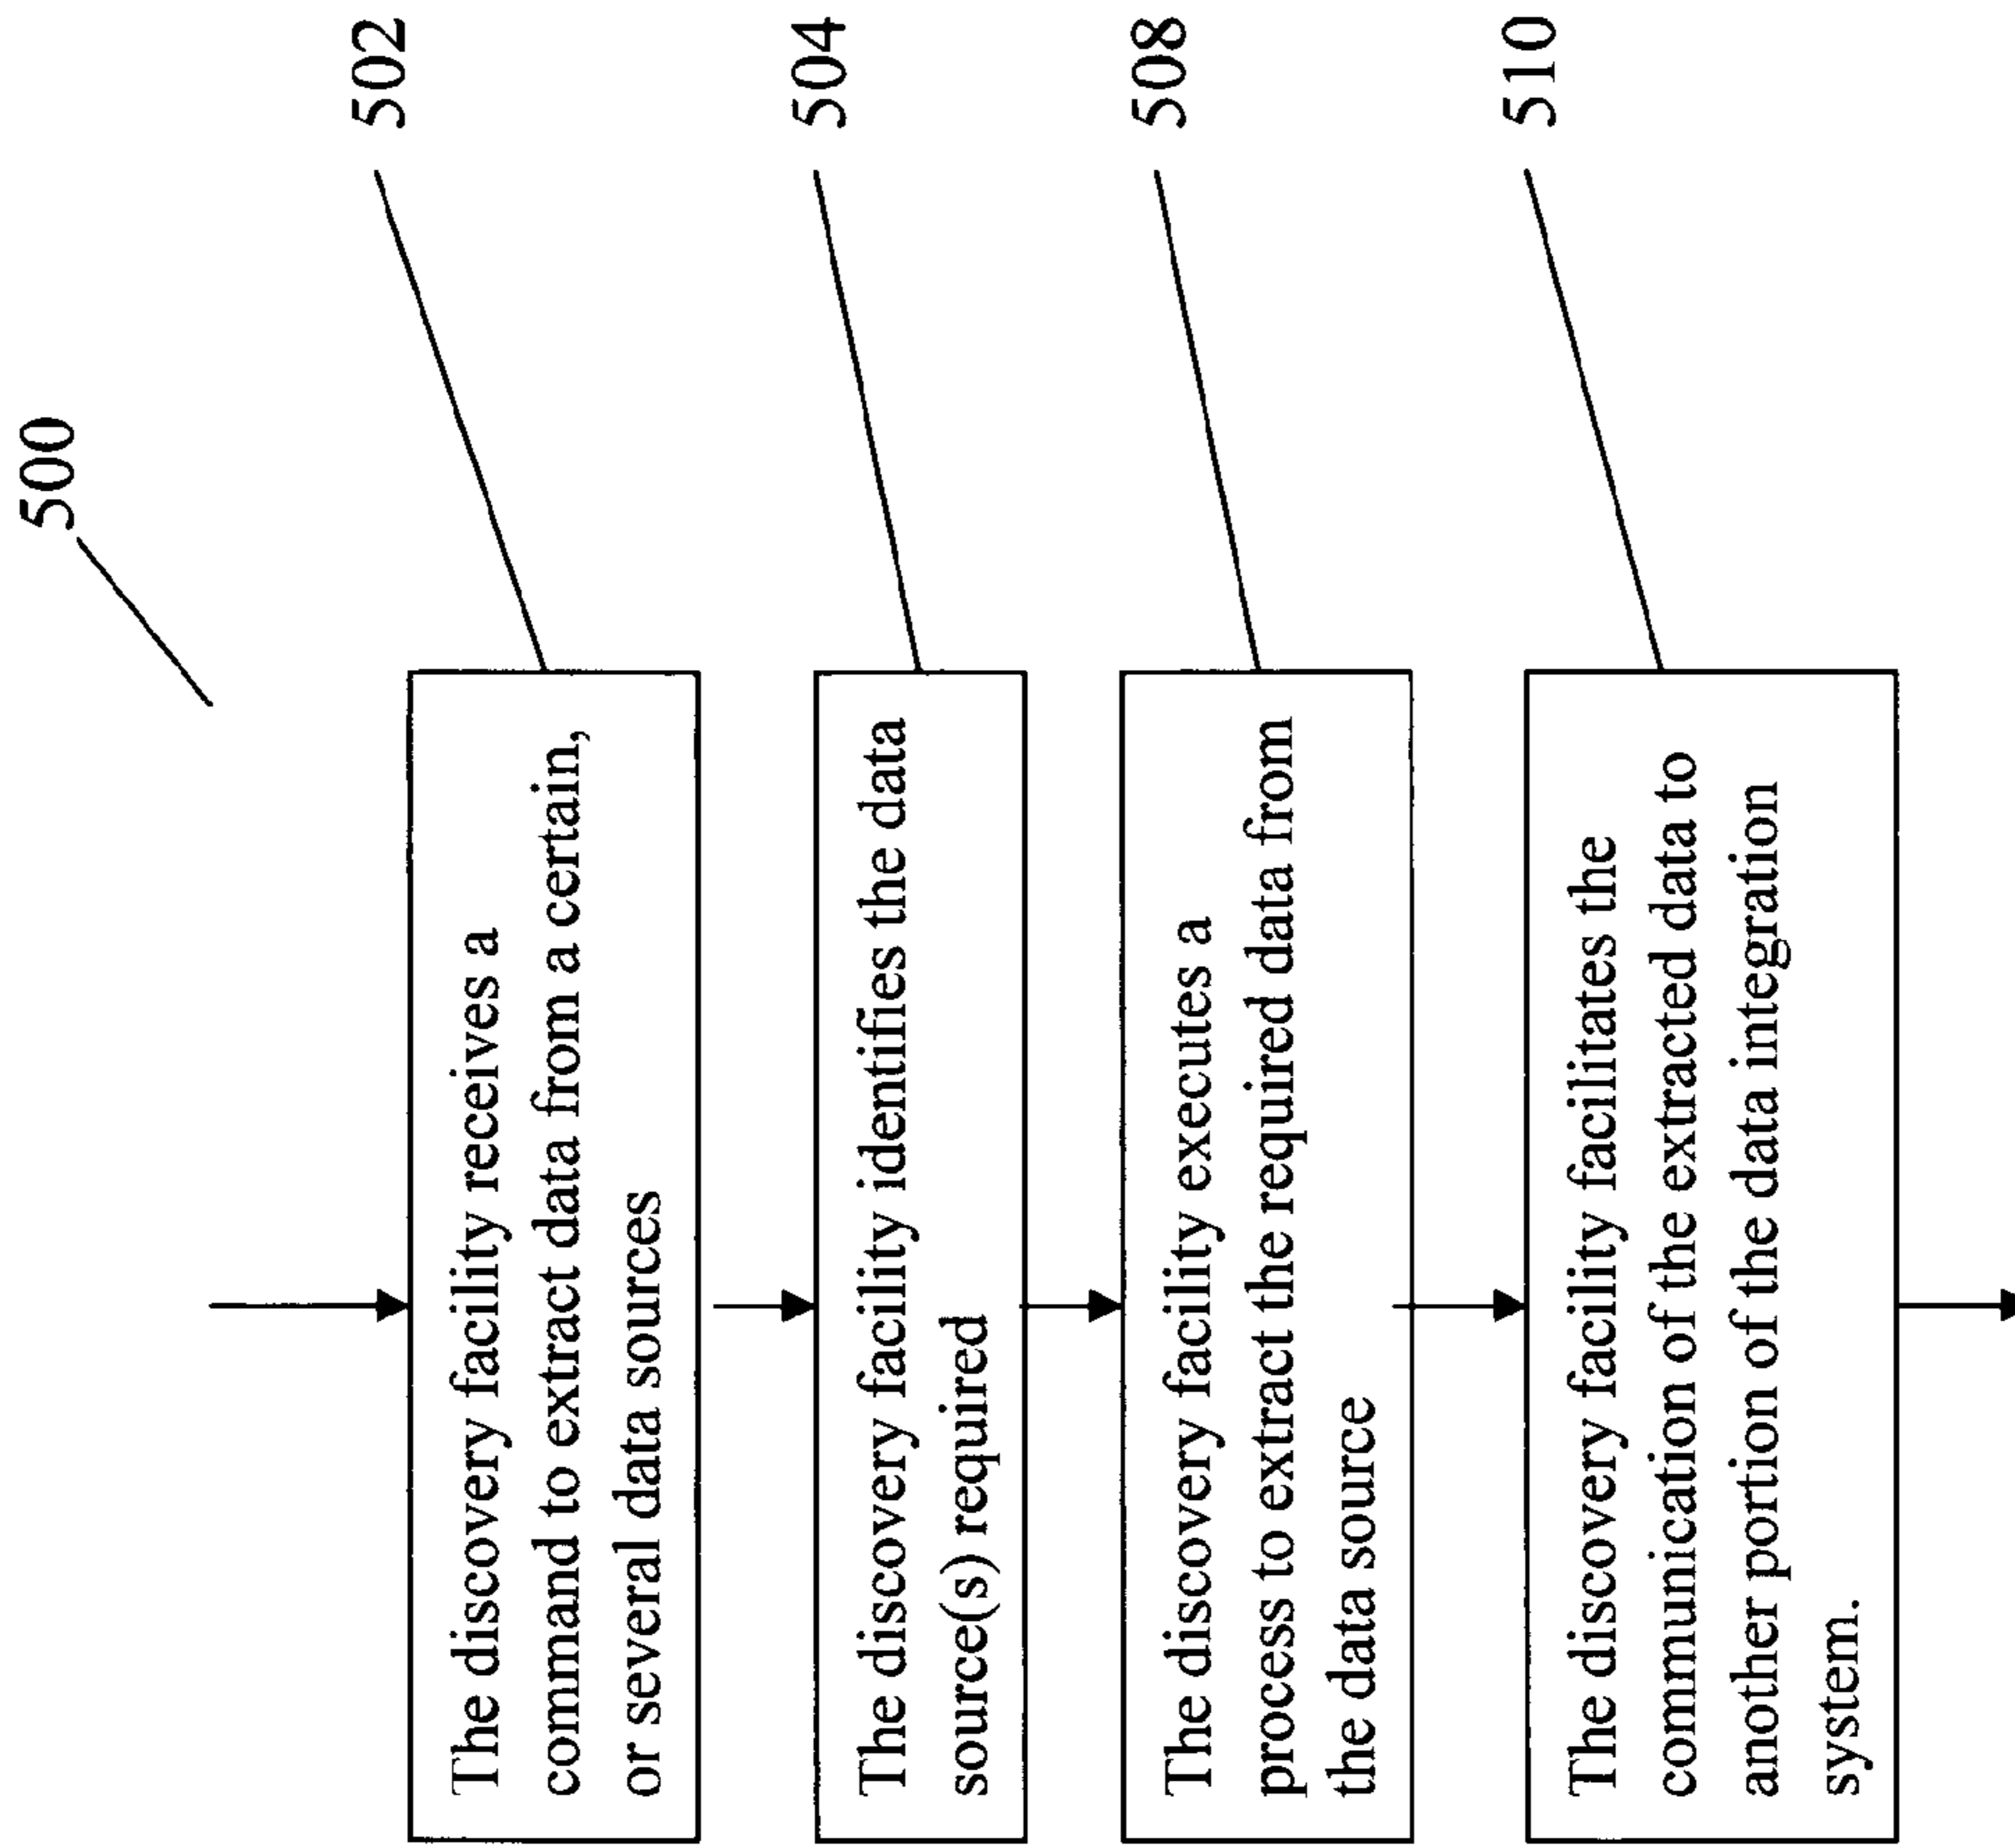 500
The discovery facility receives a
command to extract data from a certain,
or several data sources
502
The discovery facility identifies the data
source(s) required
504
The discovery facility executes a
process to extract the required data from
the data source
508
The discovery facility facilitates the
communication of the extracted data to
another portion of the data integration
system.
510